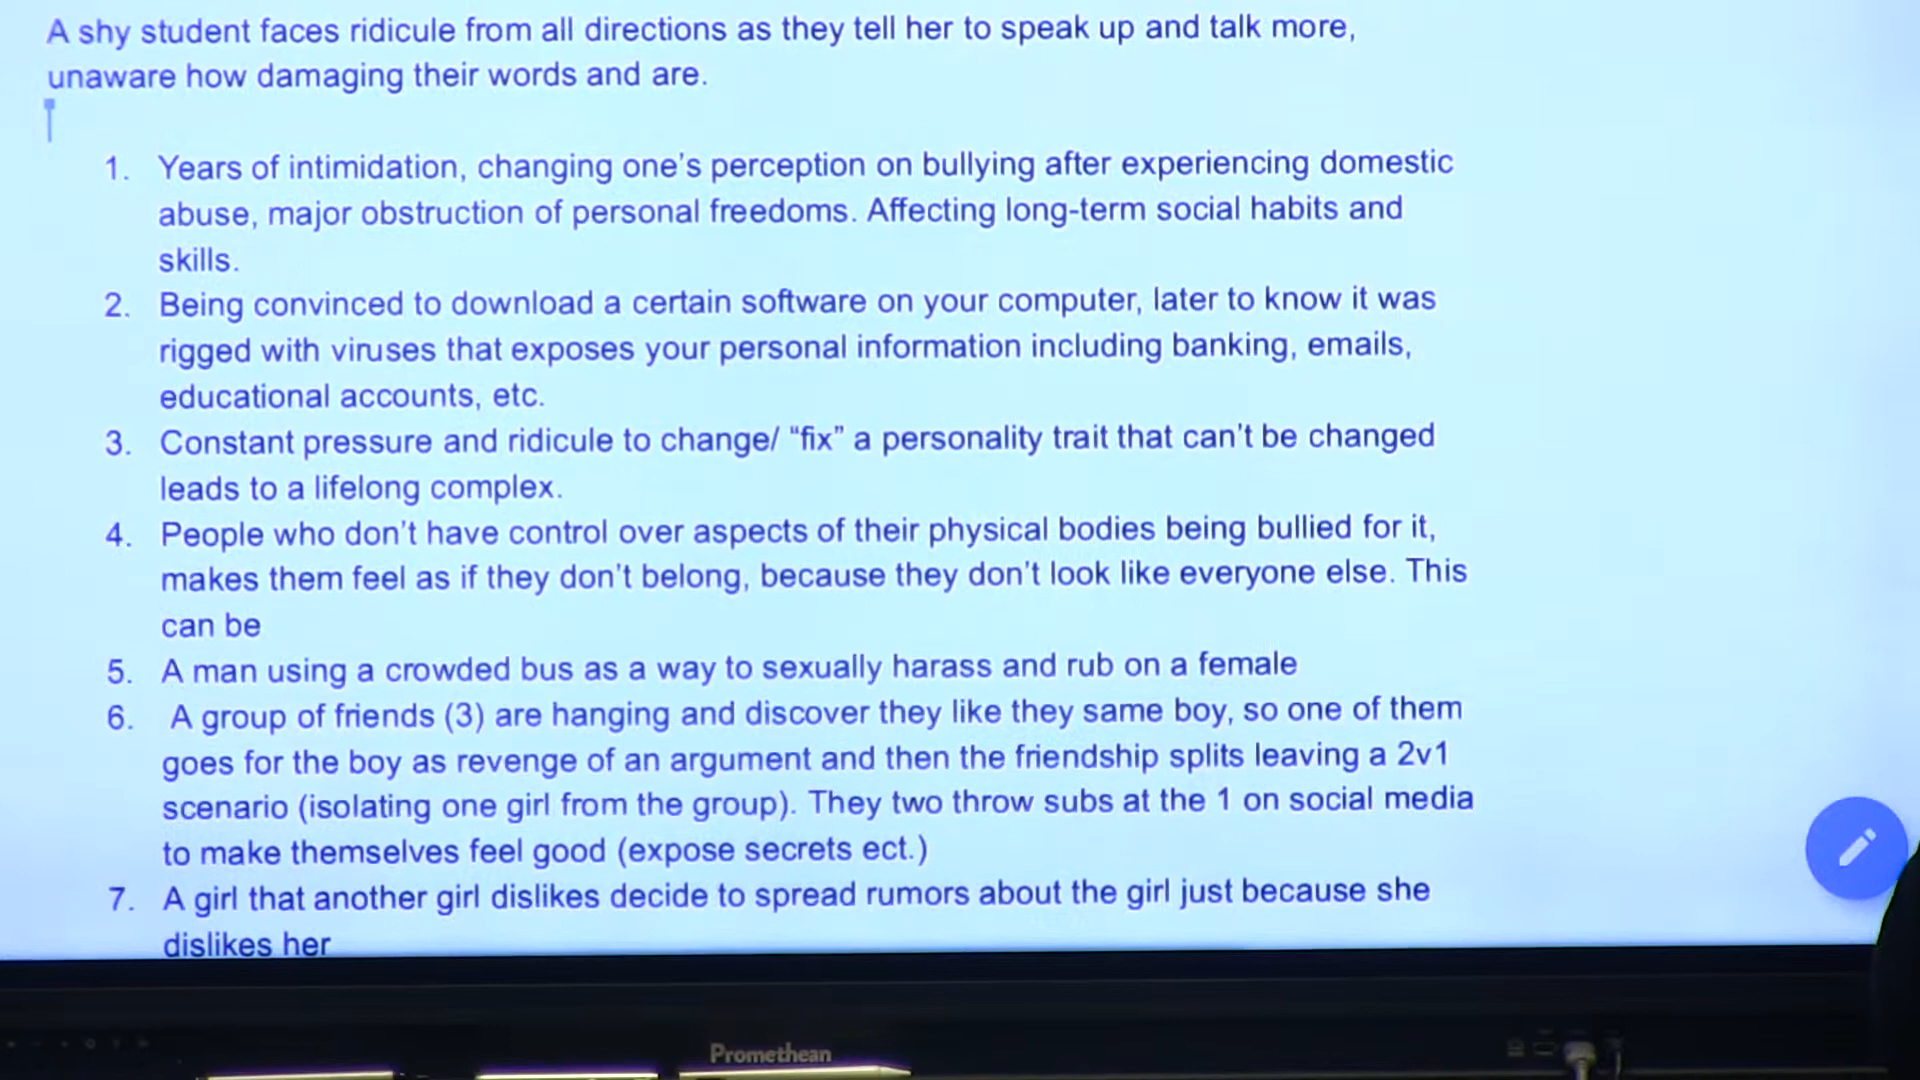 A shy student faces ridicule from all directions as they tell her to speak up and talk more,
unaware how damaging their words and are.
1. Years of intimidation, changing one's perception on bullying after experiencing domestic
abuse, major obstruction of personal freedoms. Affecting long-term social habits and
skills.
2. Being convinced to download a certain software on your computer, later to know it was
rigged with viruses that exposes your personal information including banking, emails,
educational accounts, etc.
3. Constant pressure and ridicule to change/ “fix” a personality trait that can't be changed
leads to a lifelong complex.
4. People who don't have control over aspects of their physical bodies being bullied for it,
makes them feel as if they don't belong, because they don't look like everyone else. This
can be
5. A man using a crowded bus as a way to sexually harass and rub on a female
6. A group of friends (3) are hanging and discover they like they same boy, so one of them
goes for the boy as revenge of an argument and then the friendship splits leaving a 2v1
scenario (isolating one girl from the group). They two throw subs at the 1 on social media
to make themselves feel good (expose secrets ect.)
7. A girl that another girl dislikes decide to spread rumors about the girl just because she
dislikes her
Promethean